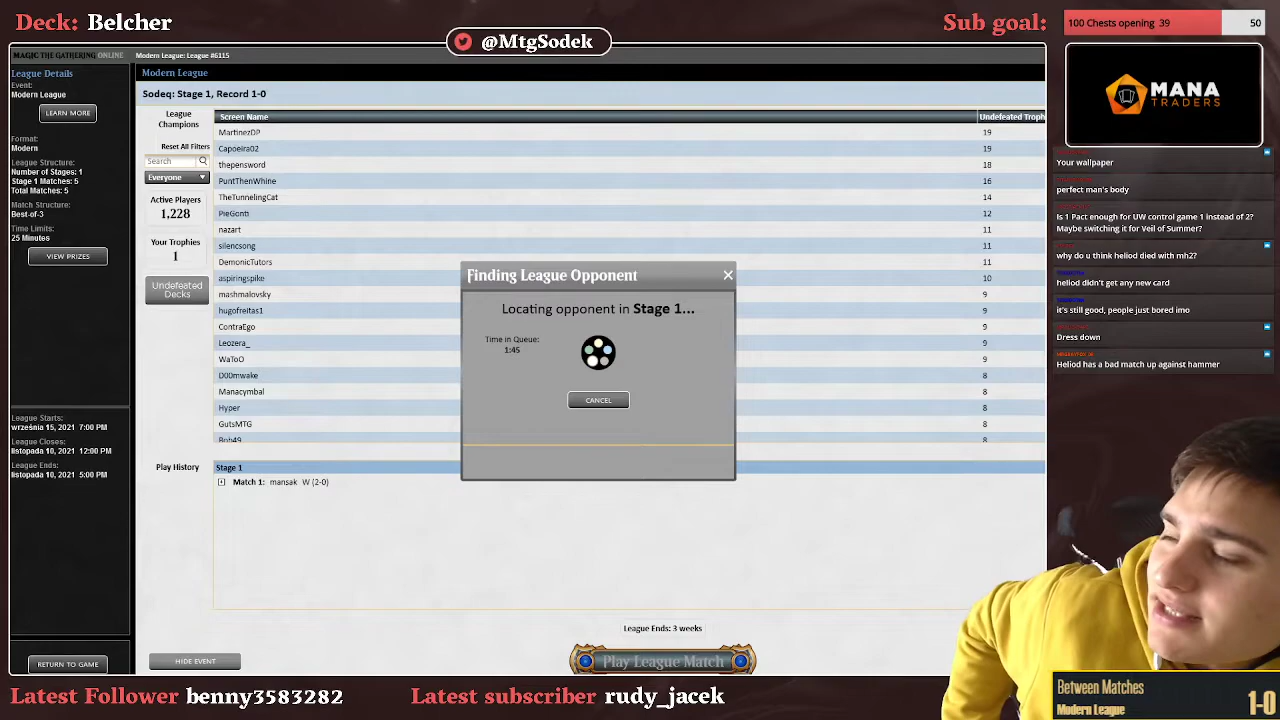 Deck: Belcher
@MtgSodek
Sub goal:
100 Chests opening 39
50
MAGIC THE GATHERING ONLINE
Modern League: League #6115
League Details
Event:
Modern League
LEARN MORE
Format:
Modern
League Structure:
Number of Stages: 1
Stage 1 Matches: 5
Total Matches: 5
Match Structure:
Best-of-3
Time Limits:
25 Minutes
VIEW PRIZES
League Starts:
września 15, 2021 7:00 PM
League Closes:
listopada 10, 2021 12:00 PM
League Ends:
listopada 10, 2021 5:00 PM
RETURN TO GAME
Modern League
Sodeq: Stage 1, Record 1-0
League
Champions
Reset All Filters
Search
Everyone
Active Players
1,228
Your Trophies
1
Undefeated
Decks
Screen Name
Undefeated Troph
MartinezDP 19
Capoeira02 19
thepensword 18
PuntThenWhine 16
TheTunnelingCat 14
PieGonti 12
nazart 11
silencsong 11
DemonicTutors 11
aspiringspike 10
mashmalovsky 9
hugofreitas1 9
ContraEgo 9
Leozera_ 9
WaToO 9
D00mwake 8
Manacymbal 8
Hyper 8
GutsMTG 8
Bob49 8
Finding League Opponent
Locating opponent in Stage 1...
Time in Queue:
1:45
CANCEL
Play History
Stage 1
Match 1: mansak W (2-0)
League Ends: 3 weeks
HIDE EVENT
Play League Match
MANA
TRADERS
Your wallpaper
perfect man's body
Is 1 Pact enough for UW control game 1 instead of 2?
Maybe switching it for Veil of Summer?
why do u think heliod died with mh2?
heliod didn't get any new card
it's still good, people just bored imo
Dress down
Heliod has a bad match up against hammer
Latest Follower benny3583282
Latest subscriber rudy_jacek
Between Matches
Modern League
1-0